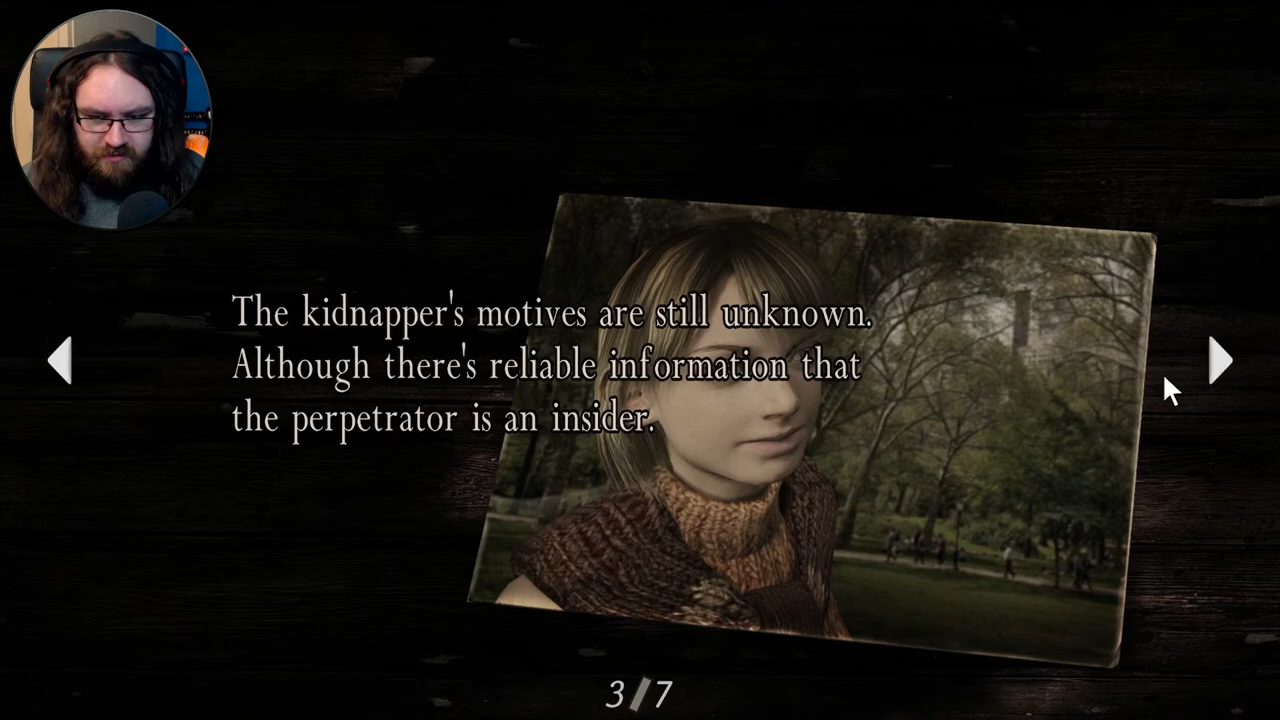 The kidnapper's motives are still unknown.
Although there's reliable information that
the perpetrator is an insider.
3/7